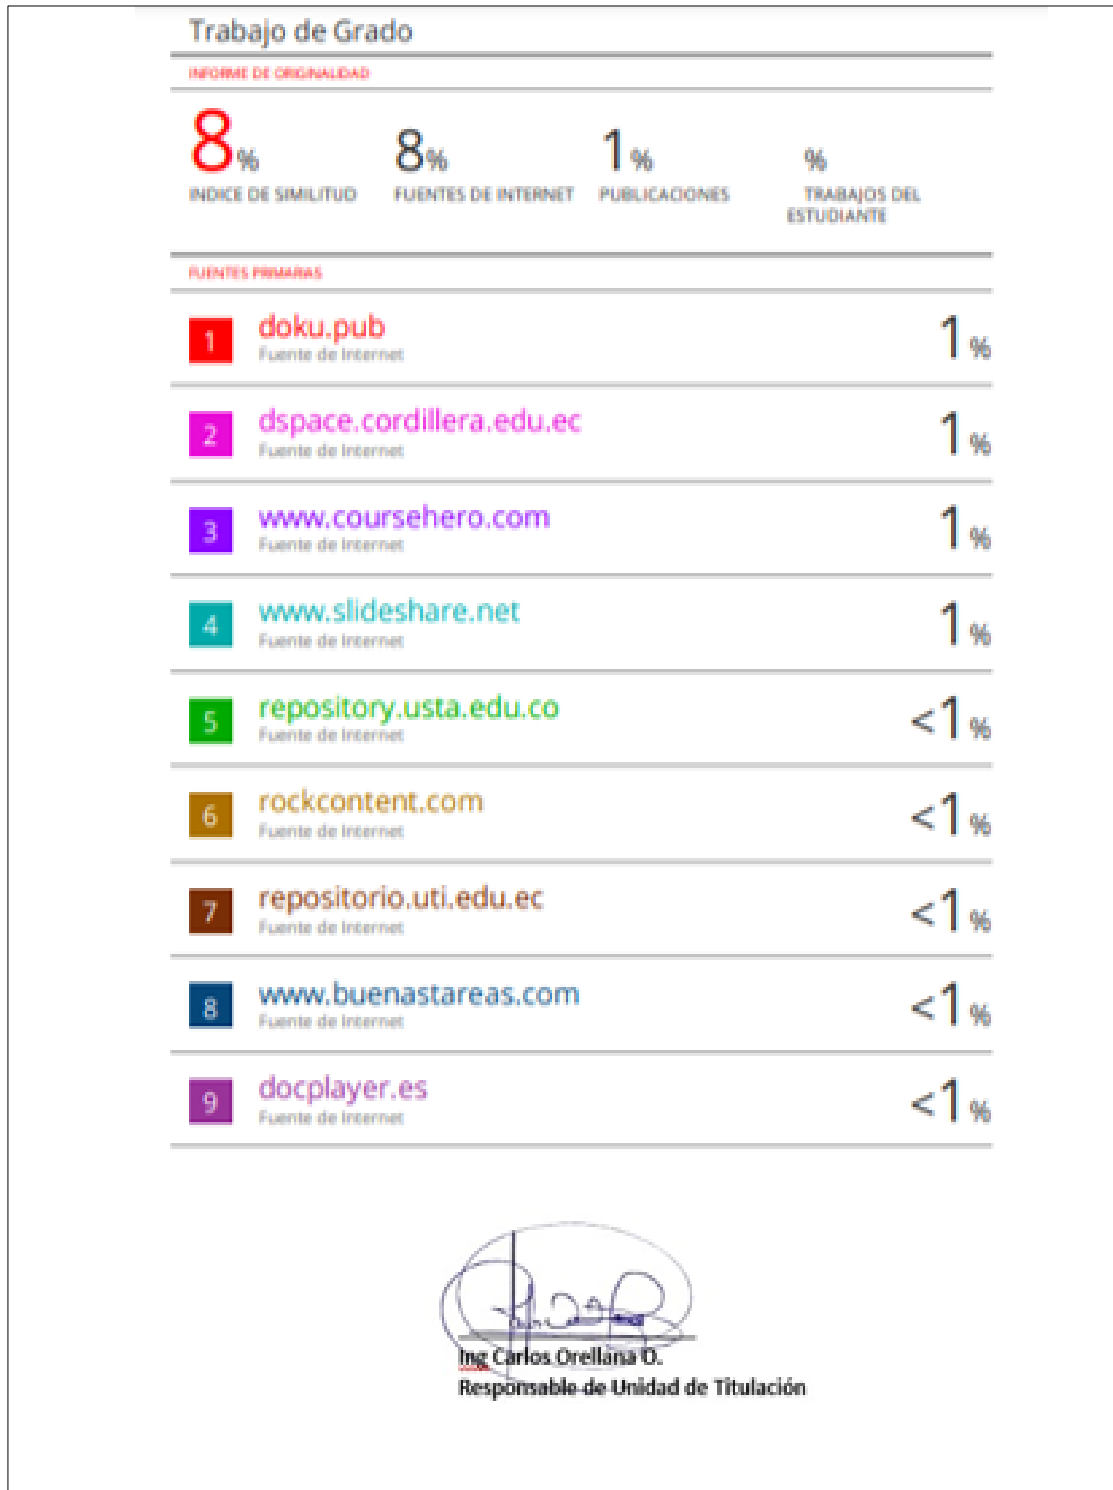 Trabajo de Grado
INFORME DE ORIGINALIDAD
8% 8% 1% %
INDICE DE SIMILITUD FUENTES DE INTERNET PUBLICACIONES TRABAJOS DEL
ESTUDIANTE
FUENTES PRIMARIAS
1 doku.pub 1%
Fuente de Internet
2 dspace.cordillera.edu.ec 1%
Fuente de Internet
3 www.coursehero.com 1%
Fuente de Internet
4 www.slideshare.net 1%
Fuente de Internet
5 repository.usta.edu.co <1%
Fuente de Internet
6 rockcontent.com <1%
Fuente de Internet
7 repositorio.uti.edu.ec <1%
Fuente de Internet
8 www.buenastareas.com <1%
Fuente de Internet
9 docplayer.es <1%
Fuente de Internet
Ing Carlos Orellana O.
Responsable de Unidad de Titulación